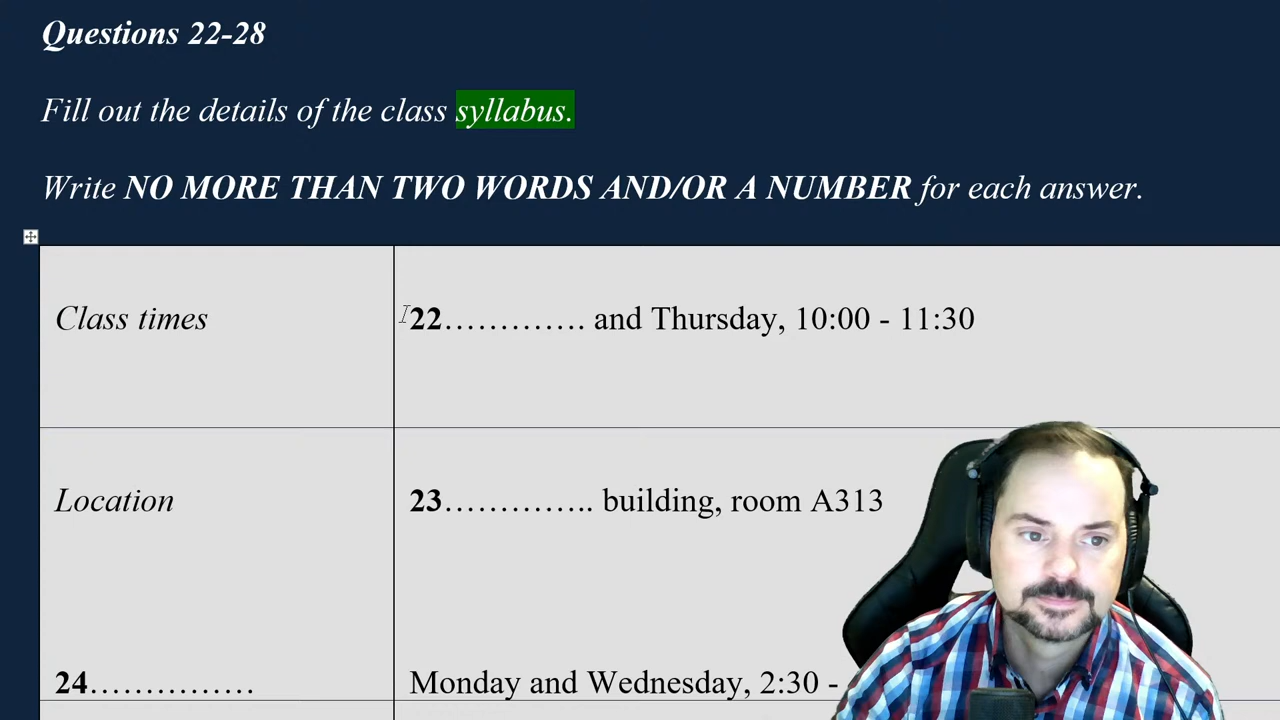 Questions 22-28
Fill out the details of the class syllabus.
Write NO MORE THAN TWO WORDS AND/OR A NUMBER for each answer.
Class times
22…………. and Thursday, 10:00 - 11:30
Location
23………….. building, room A313
24……………
Monday and Wednesday, 2:30 -